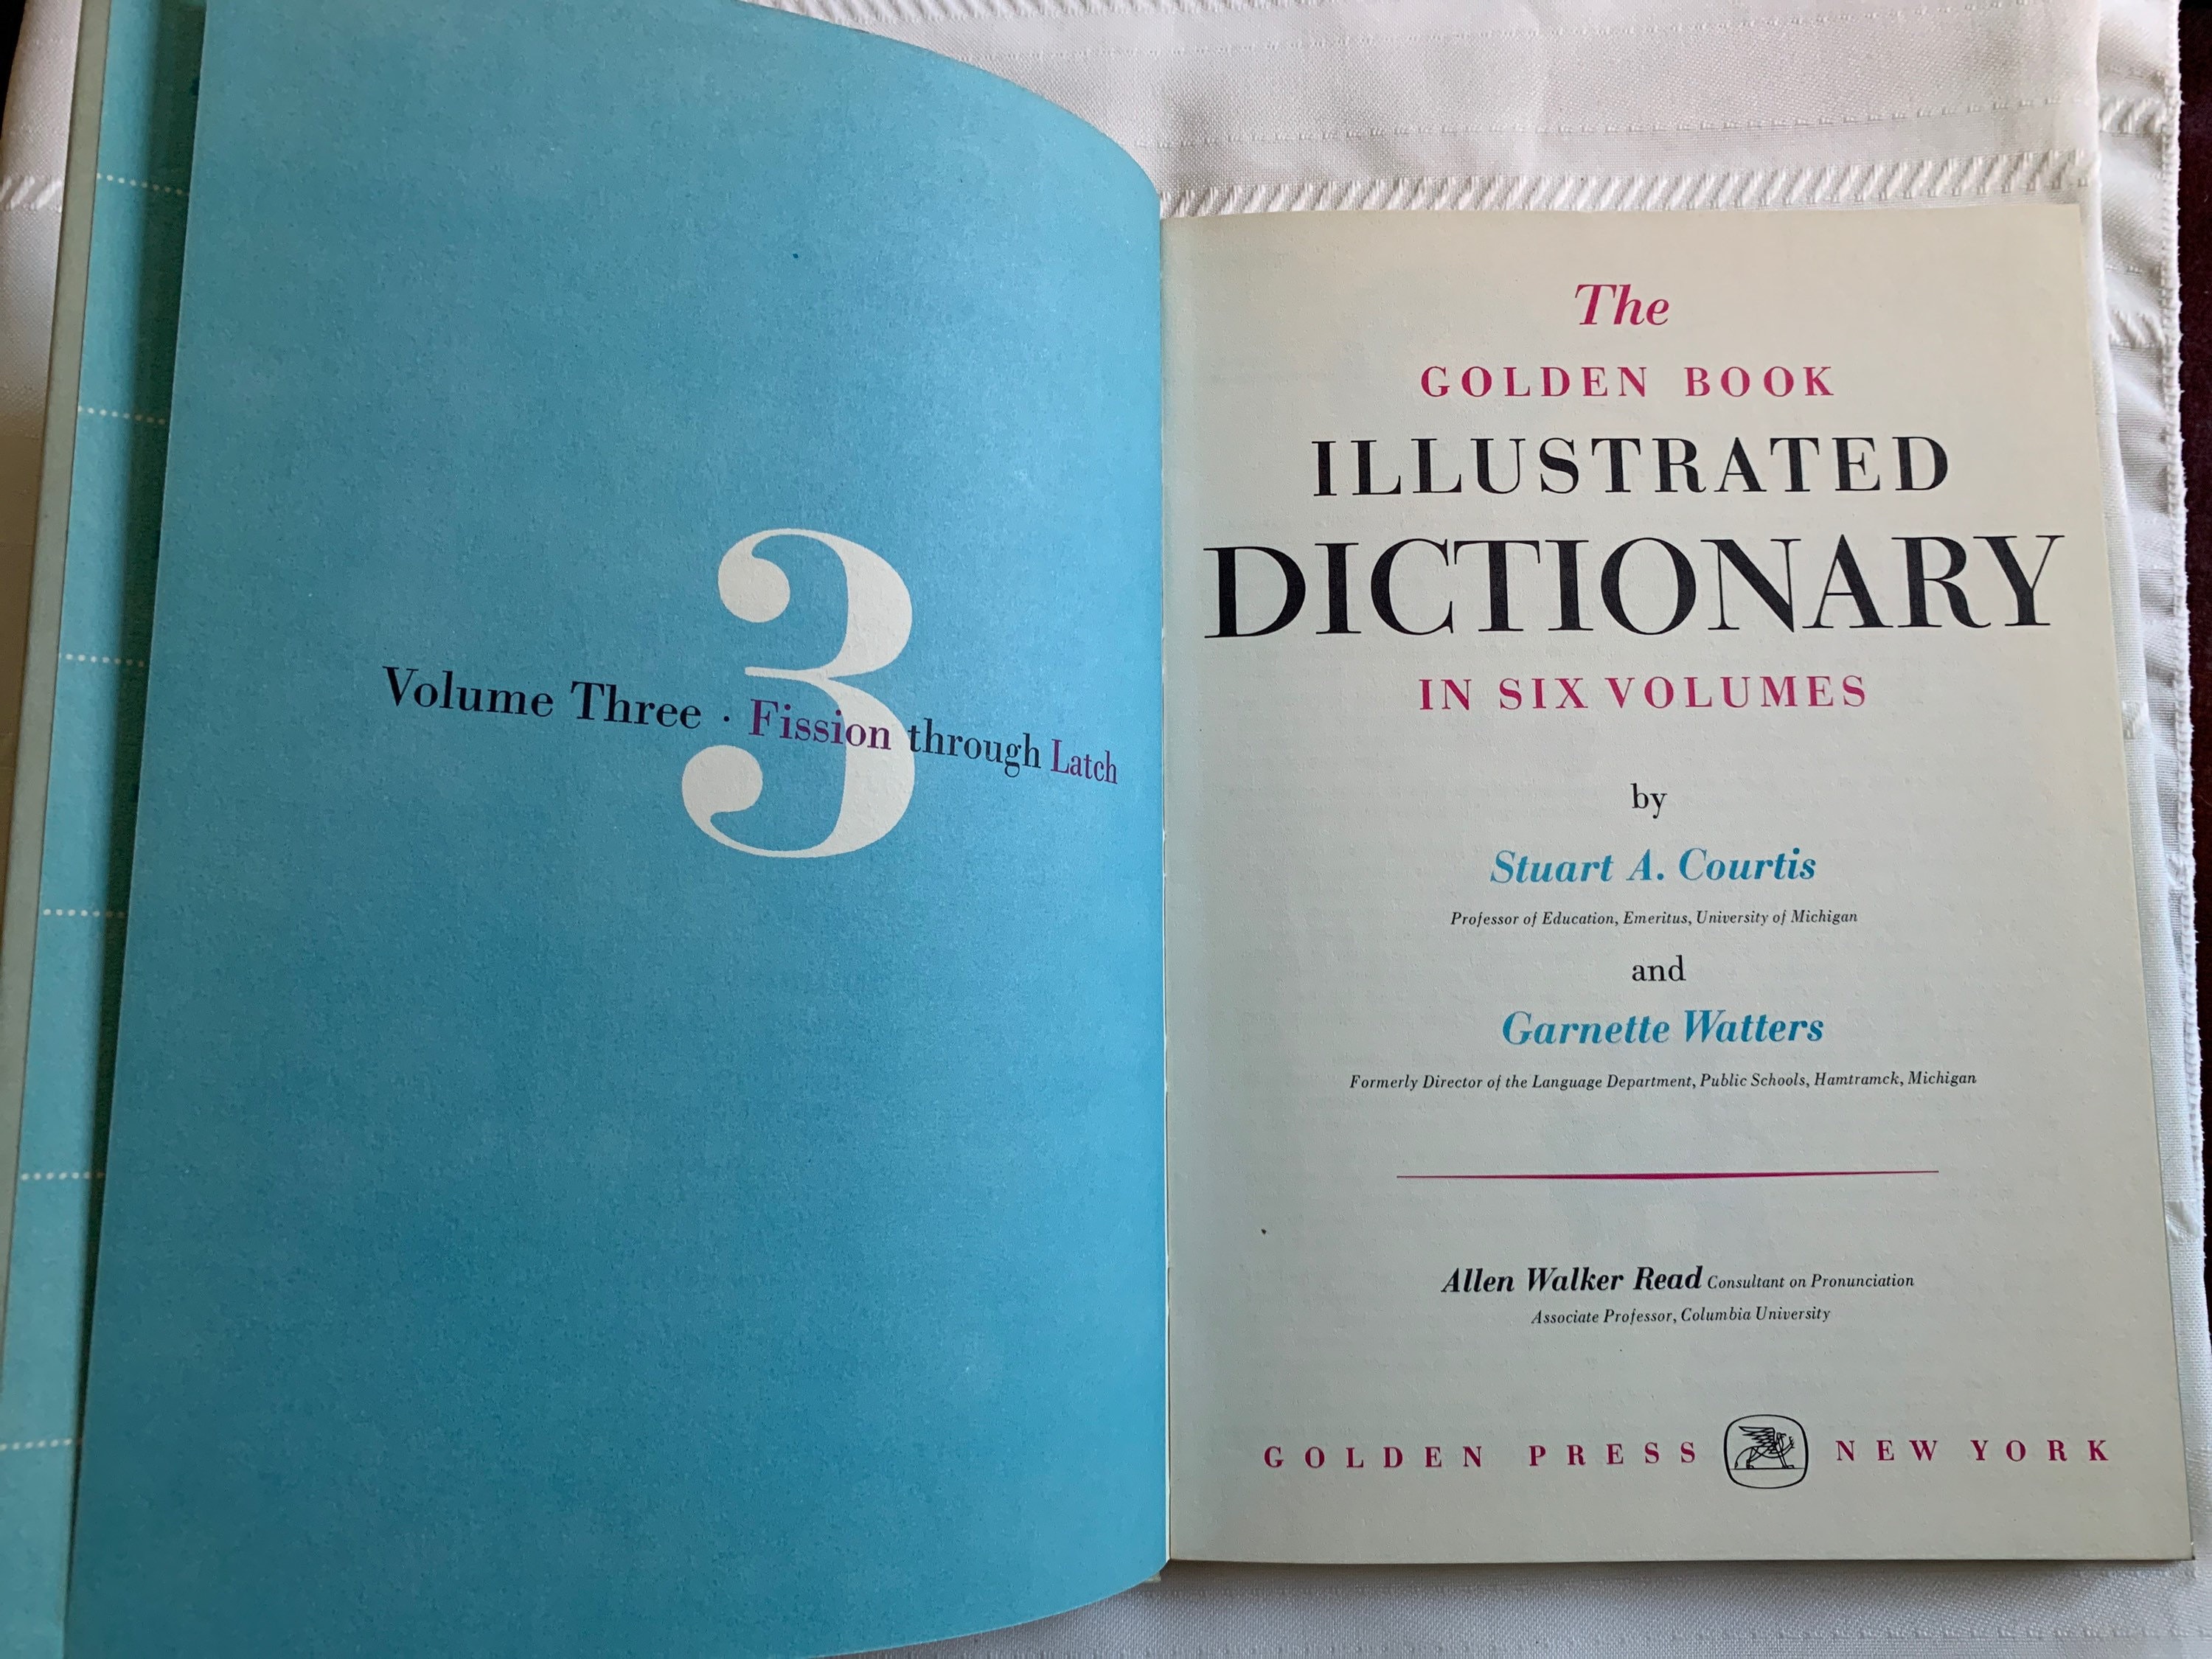 3
Volume Three · Fission through Latch
The
GOLDEN BOOK
ILLUSTRATED
DICTIONARY
IN SIX VOLUMES
by
Stuart A. Courtis
Professor of Education, Emeritus, University of Michigan
and
Garnette Watters
Formerly Director of the Language Department, Public Schools, Hamtramck, Michigan
Allen Walker Read Consultant on Pronunciation
Associate Professor, Columbia University
GOLDEN PRESS NEW YORK